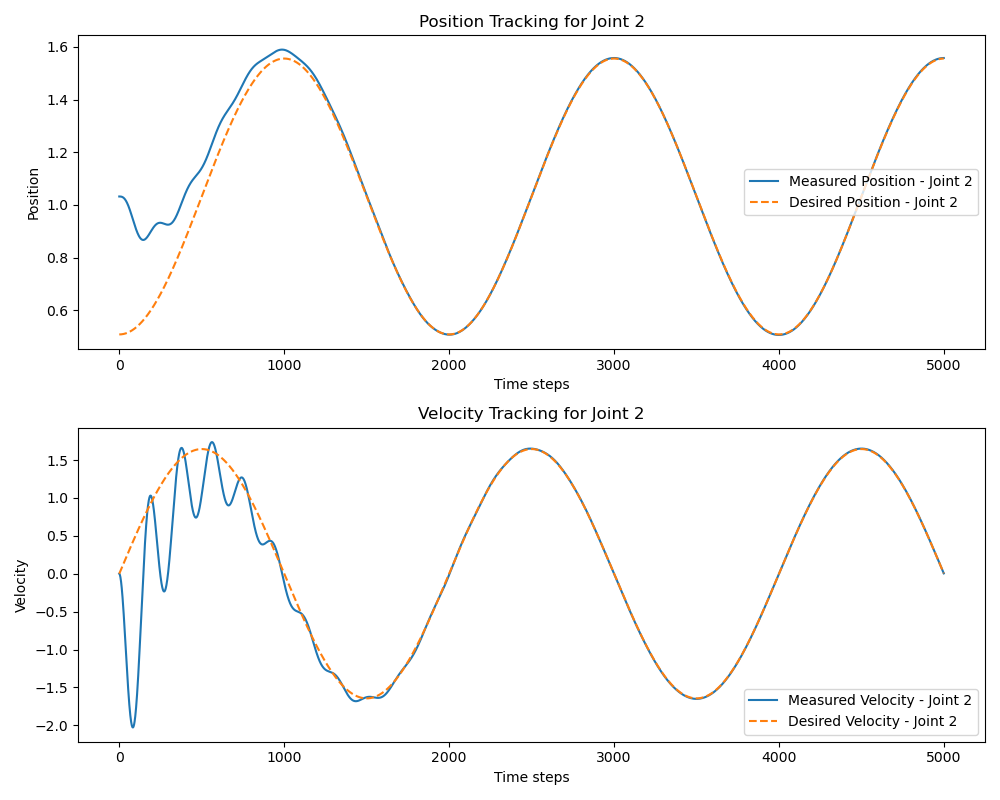 Position Tracking for Joint 2
1.6
1.4
1.2
1.0
0.8
0.6
Position
Measured Position - Joint 2
Desired Position - Joint 2
0 1000 2000 3000 4000 5000
Time steps
Velocity Tracking for Joint 2
1.5
1.0
0.5
0.0
−0.5
−1.0
−1.5
−2.0
Velocity
Measured Velocity - Joint 2
Desired Velocity - Joint 2
0 1000 2000 3000 4000 5000
Time steps